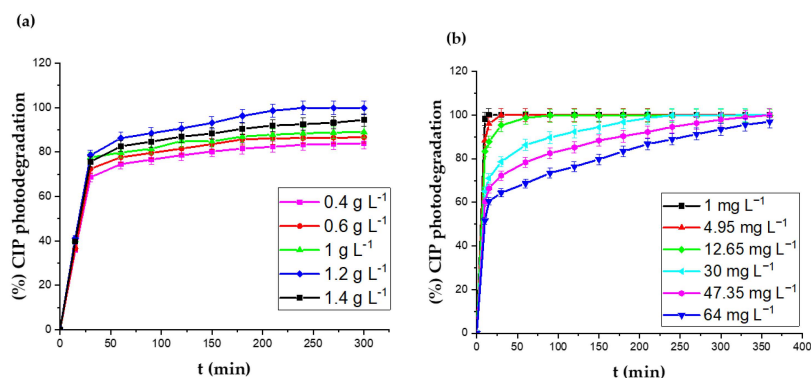 (a)
120
100
80
60
40
20
0
(%) CIP photodegradation
0.4 g L⁻¹
0.6 g L⁻¹
1 g L⁻¹
1.2 g L⁻¹
1.4 g L⁻¹
0 50 100 150 200 250 300
t (min)
(b)
120
100
80
60
40
20
0
(%) CIP photodegradation
1 mg L⁻¹
4.95 mg L⁻¹
12.65 mg L⁻¹
30 mg L⁻¹
47.35 mg L⁻¹
64 mg L⁻¹
0 50 100 150 200 250 300 350 400
t (min)